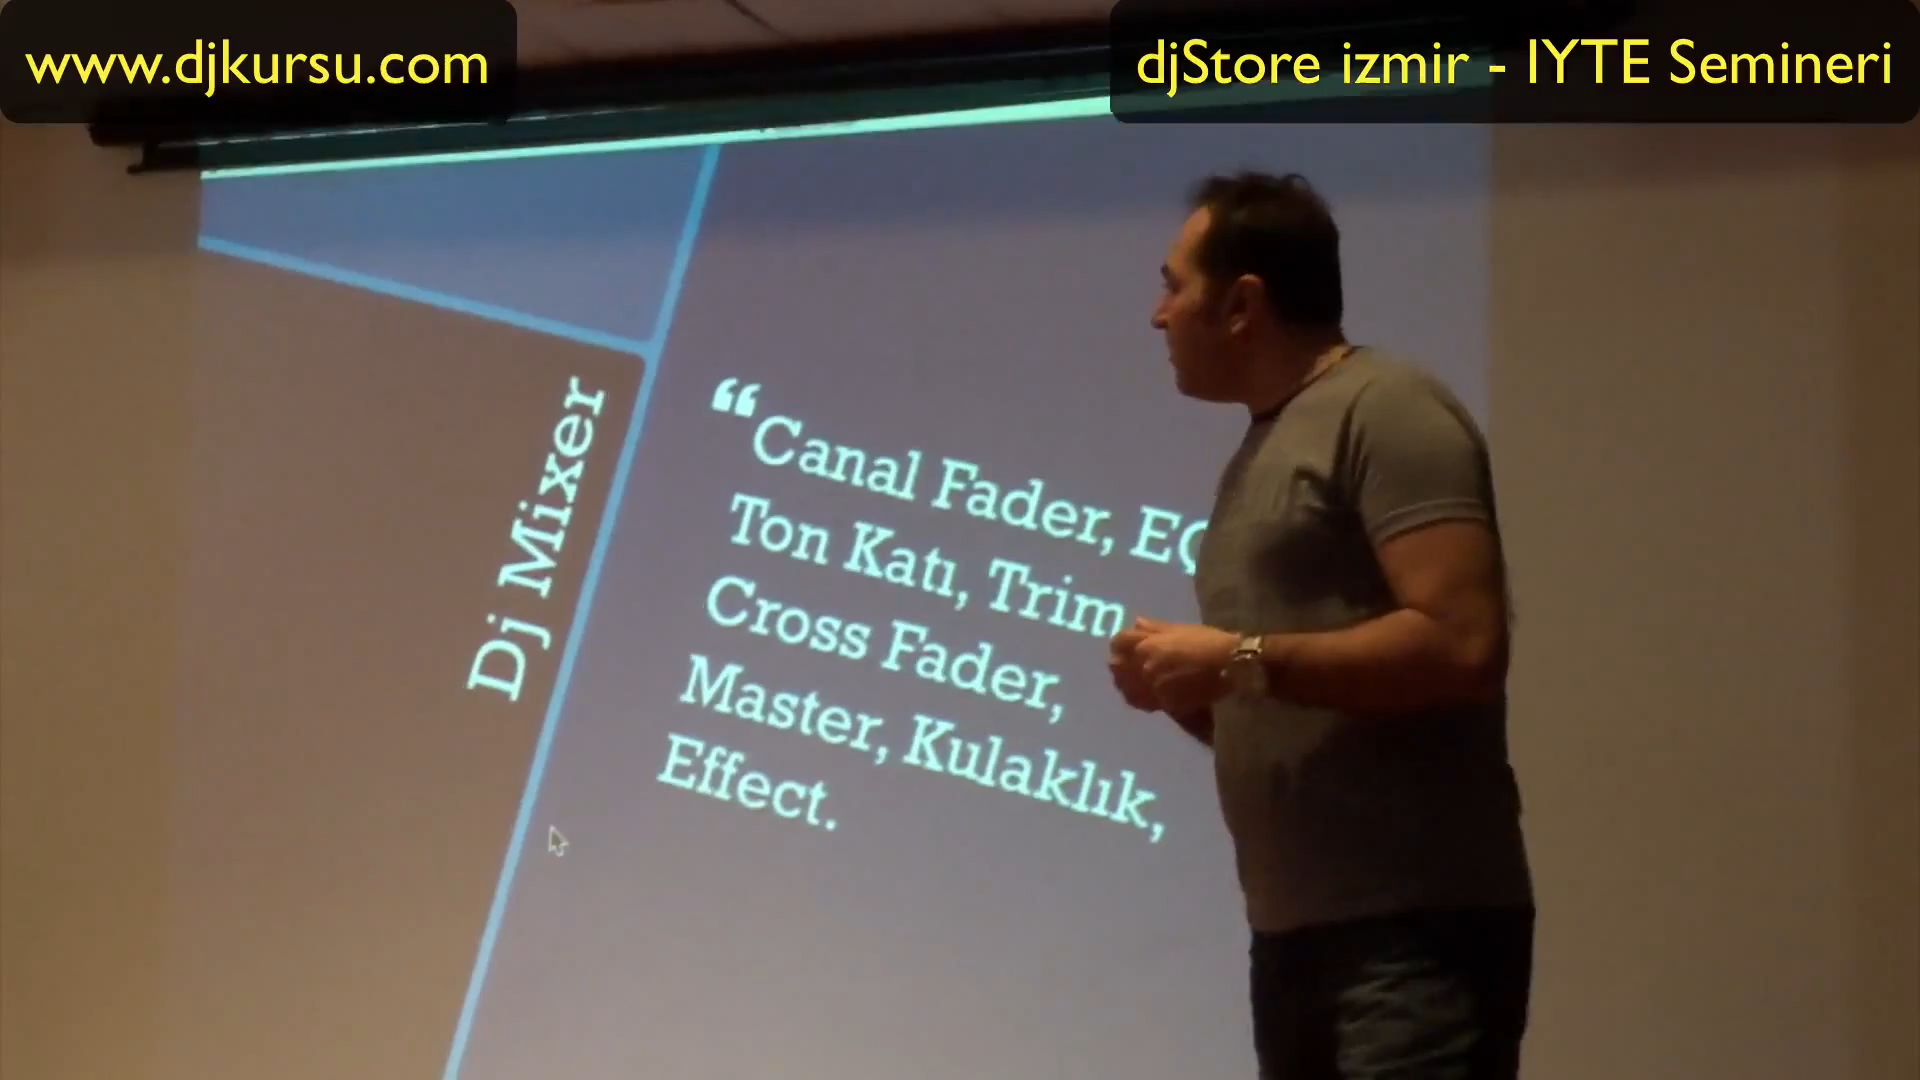 www.djkursu.com
djStore izmir - IYTE Semineri
Dj Mixer
“Canal Fader, EQ
Ton Katı, Trim
Cross Fader,
Master, Kulaklık,
Effect.